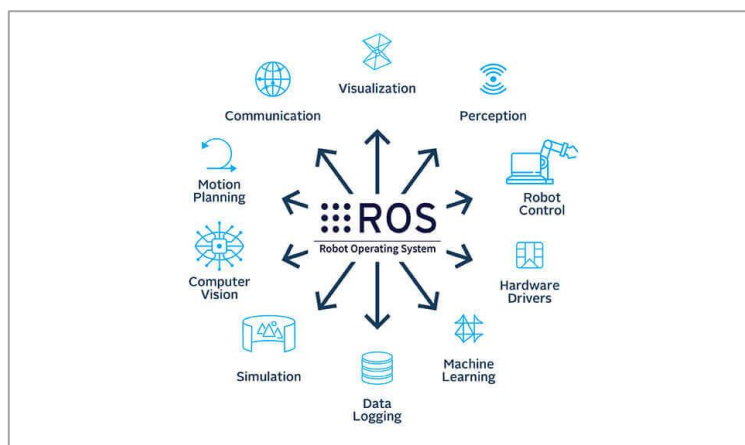 Visualization
Communication
Perception
Motion
Planning
Robot
Control
ROS
Robot Operating System
Computer
Vision
Hardware
Drivers
Simulation
Machine
Learning
Data
Logging